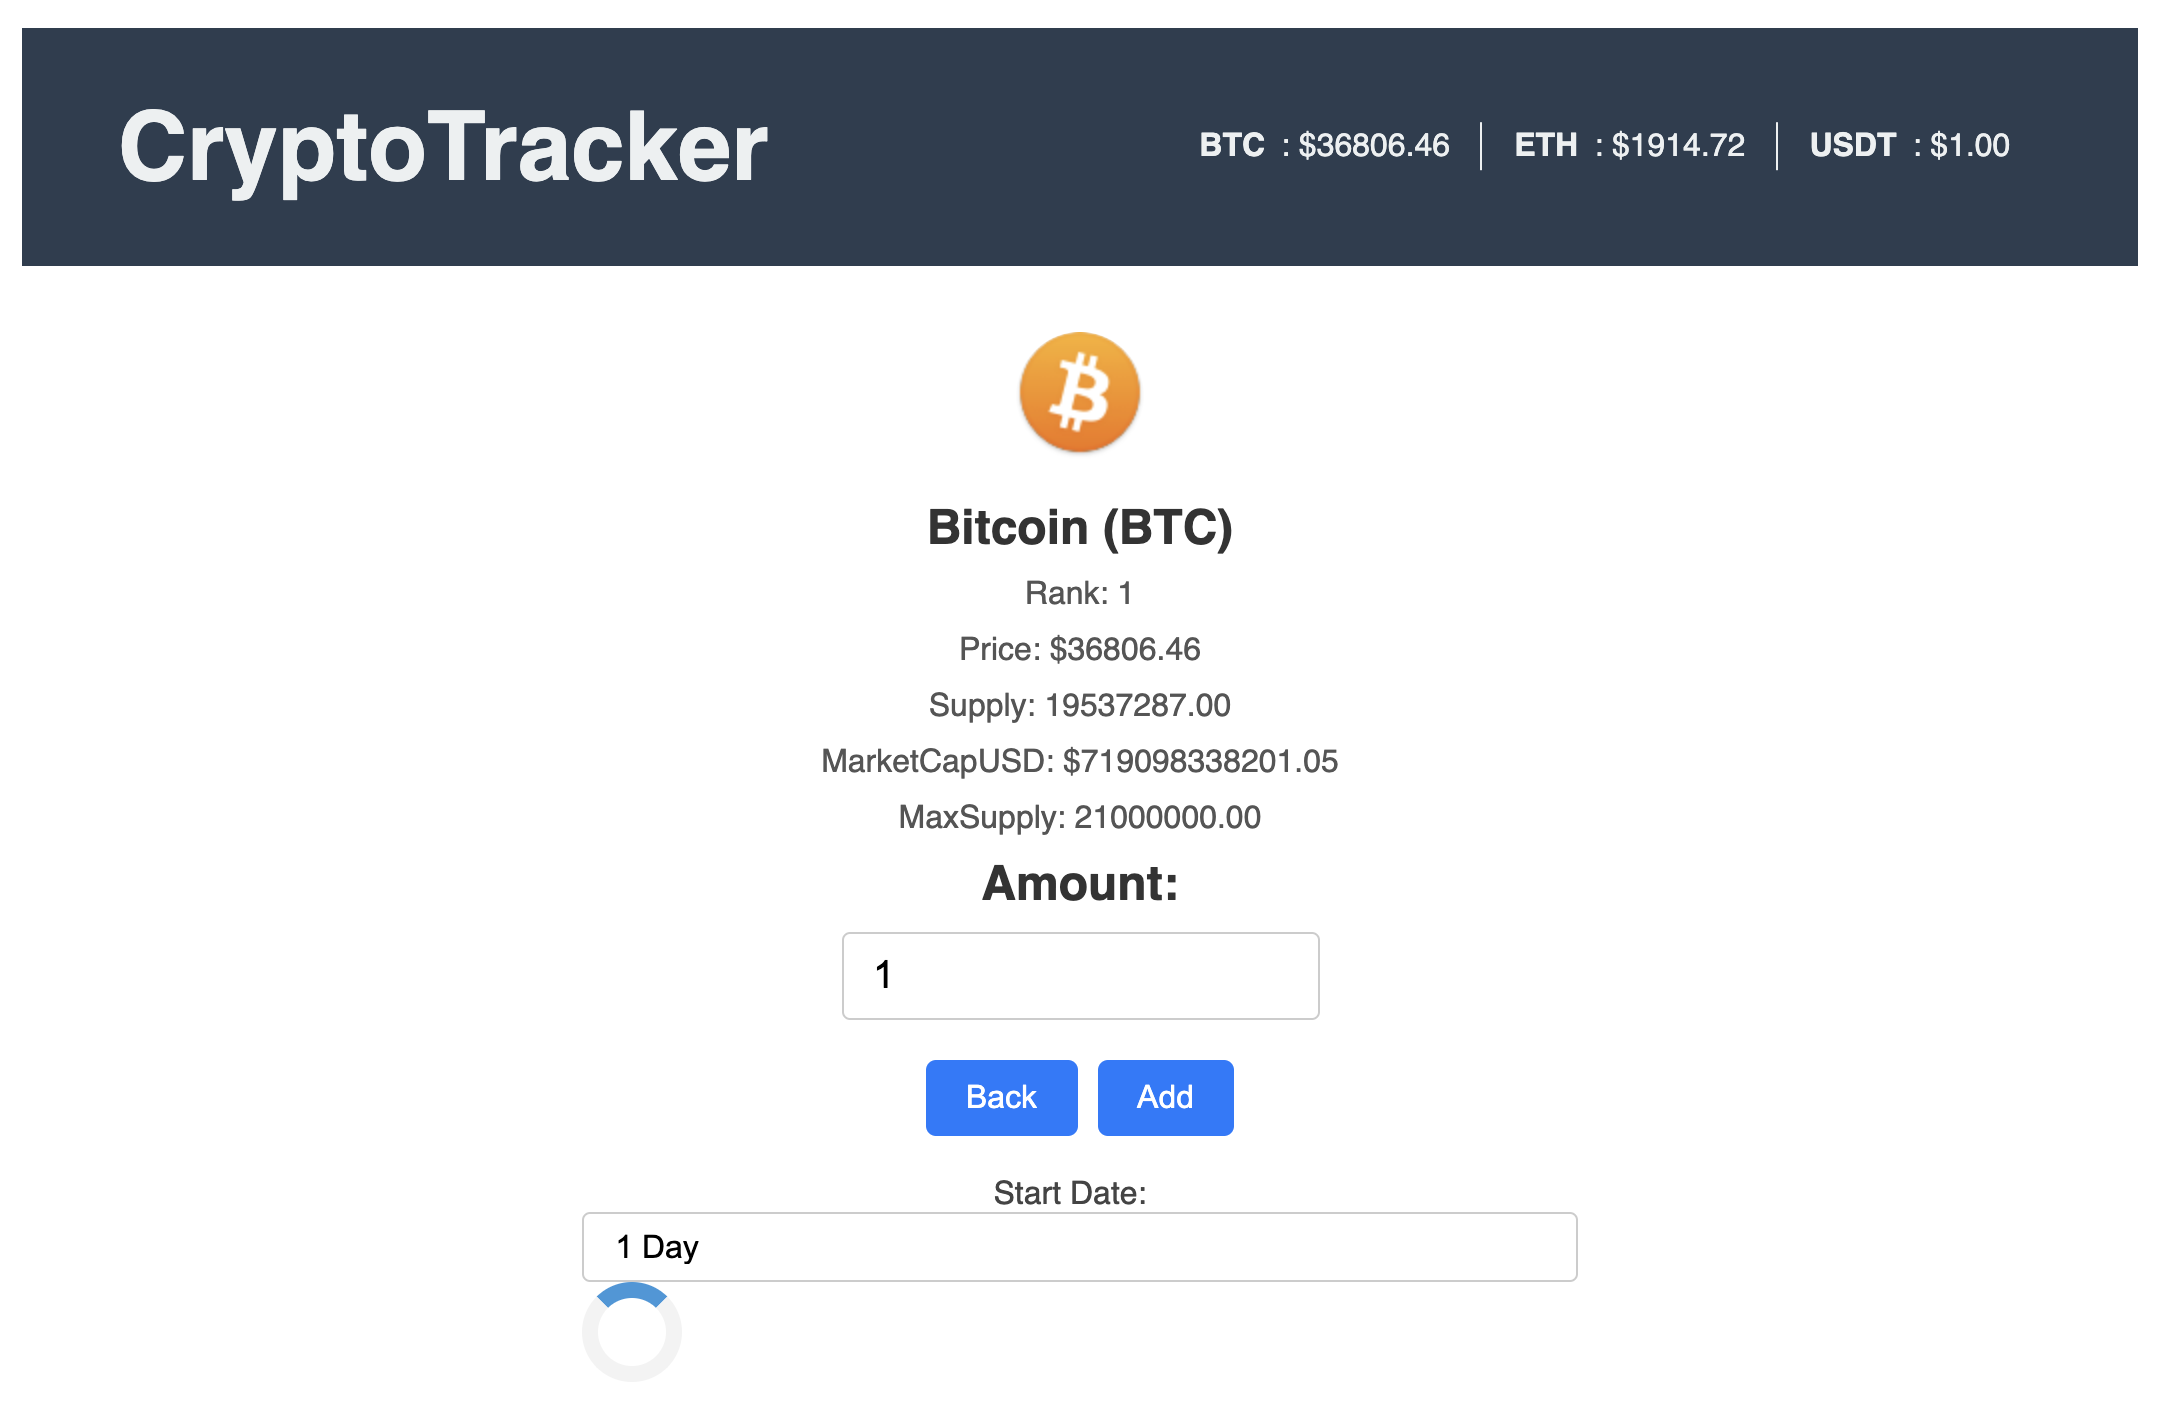 CryptoTracker
BTC : $36806.46 ETH : $1914.72 USDT : $1.00
Bitcoin (BTC)
Rank: 1
Price: $36806.46
Supply: 19537287.00
MarketCapUSD: $719098338201.05
MaxSupply: 21000000.00
Amount:
1
Back Add
Start Date:
1 Day